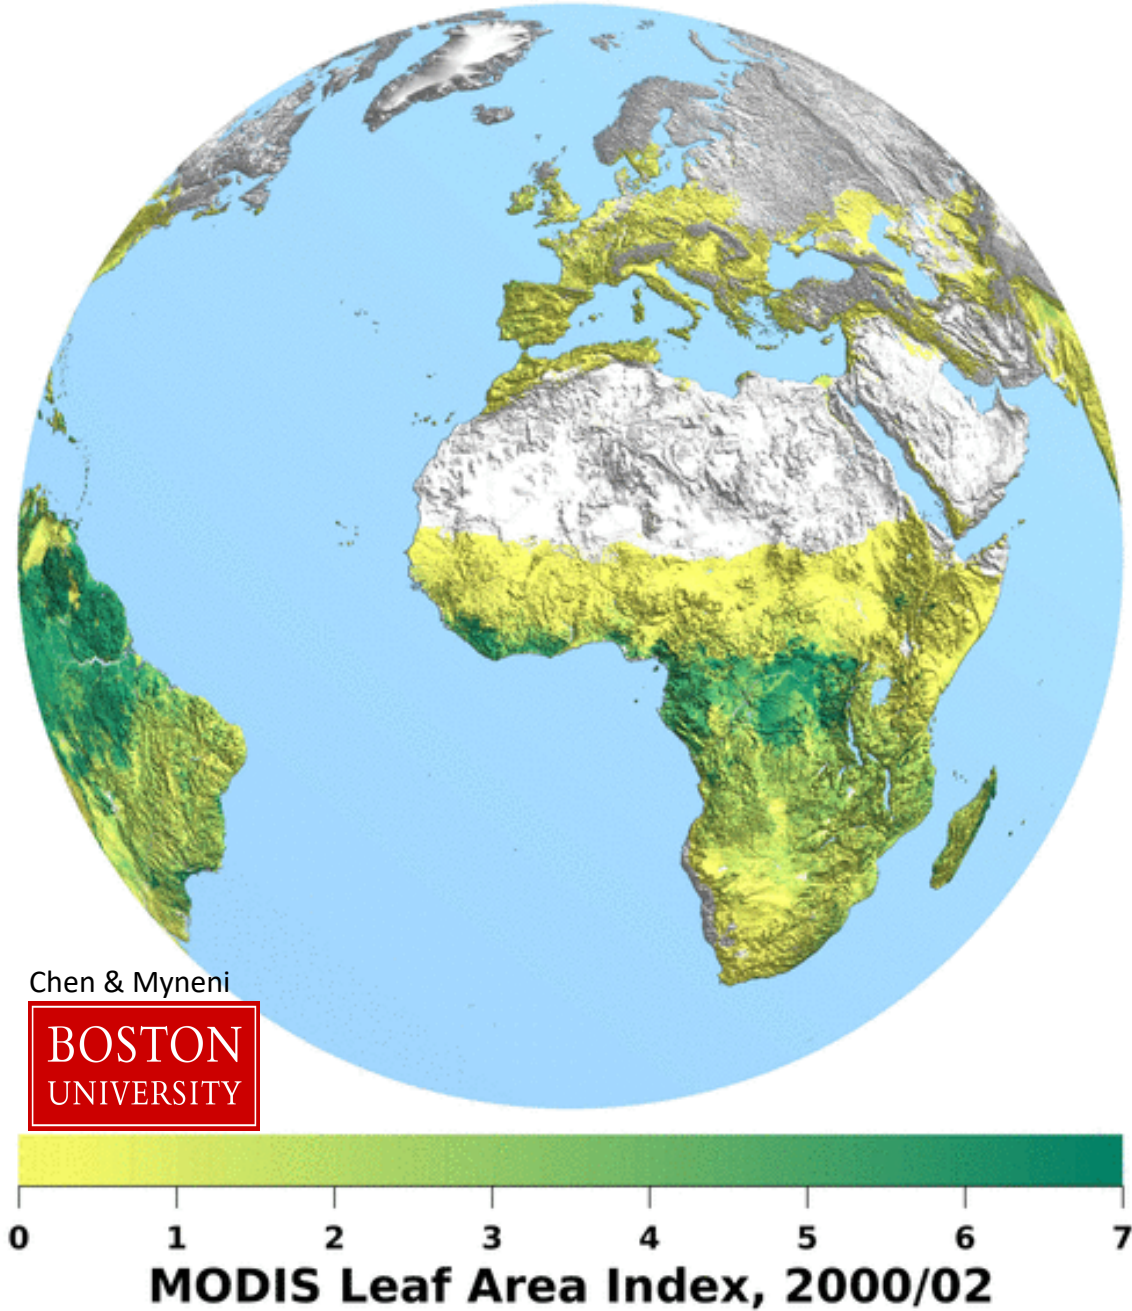 Chen & Myneni
BOSTON
UNIVERSITY
0 1 2 3 4 5 6 7
MODIS Leaf Area Index, 2000/02